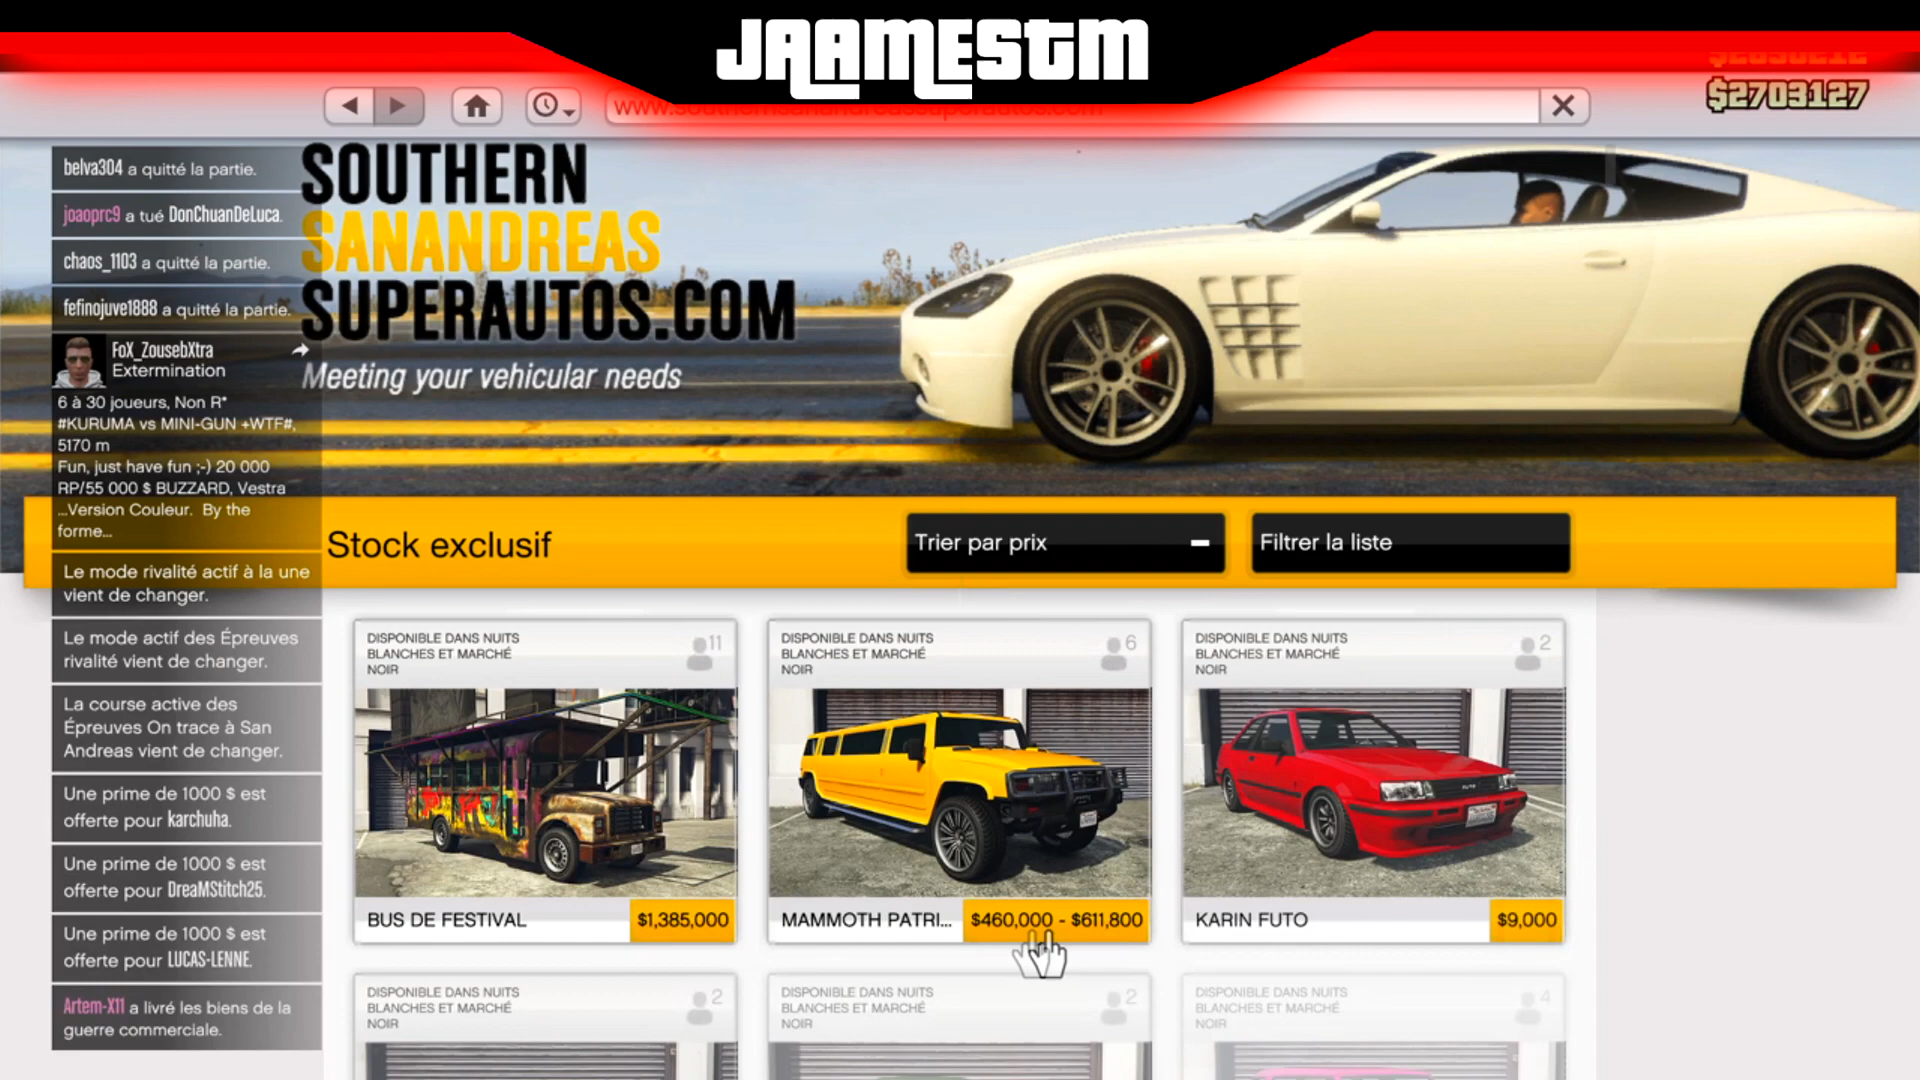 JAAMESTM
$2703127
www.southernsanandreassuperautos.com
belva304 a quitté la partie.
joaoprc9 a tué DonChuanDeLuca.
chaos_1103 a quitté la partie.
fefinojuve1888 a quitté la partie.
FoX_ZousebXtra
Extermination
6 à 30 joueurs, Non R*
#KURUMA vs MINI-GUN +WTF#,
5170 m
Fun, just have fun ;-) 20 000
RP/55 000 $ BUZZARD, Vestra
...Version Couleur. By the
forme...
Le mode rivalité actif à la une
vient de changer.
Le mode actif des Épreuves
rivalité vient de changer.
La course active des
Épreuves On trace à San
Andreas vient de changer.
Une prime de 1000 $ est
offerte pour karchuha.
Une prime de 1000 $ est
offerte pour DreaMStitch25.
Une prime de 1000 $ est
offerte pour LUCAS-LENNE.
Artem-X11 a livré les biens de la
guerre commerciale.
SOUTHERN
SANANDREAS
SUPERAUTOS.COM
Meeting your vehicular needs
Stock exclusif
Trier par prix
Filtrer la liste
DISPONIBLE DANS NUITS
BLANCHES ET MARCHÉ
NOIR
11
BUS DE FESTIVAL
$1,385,000
DISPONIBLE DANS NUITS
BLANCHES ET MARCHÉ
NOIR
6
MAMMOTH PATRI...
$460,000 - $611,800
DISPONIBLE DANS NUITS
BLANCHES ET MARCHÉ
NOIR
2
KARIN FUTO
$9,000
DISPONIBLE DANS NUITS
BLANCHES ET MARCHÉ
NOIR
2
DISPONIBLE DANS NUITS
BLANCHES ET MARCHÉ
NOIR
2
DISPONIBLE DANS NUITS
BLANCHES ET MARCHÉ
NOIR
4